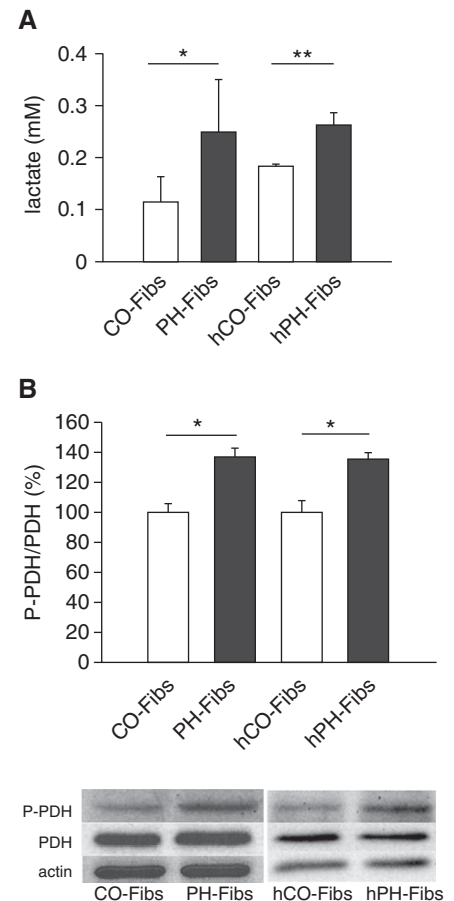 A
0.4
* **
0.3
0.2
0.1
0
lactate (mM)
CO-Fibs PH-Fibs hCO-Fibs hPH-Fibs
B
160
* *
140
120
100
80
60
40
20
0
P-PDH/PDH (%)
CO-Fibs PH-Fibs hCO-Fibs hPH-Fibs
P-PDH
PDH
actin
CO-Fibs PH-Fibs hCO-Fibs hPH-Fibs